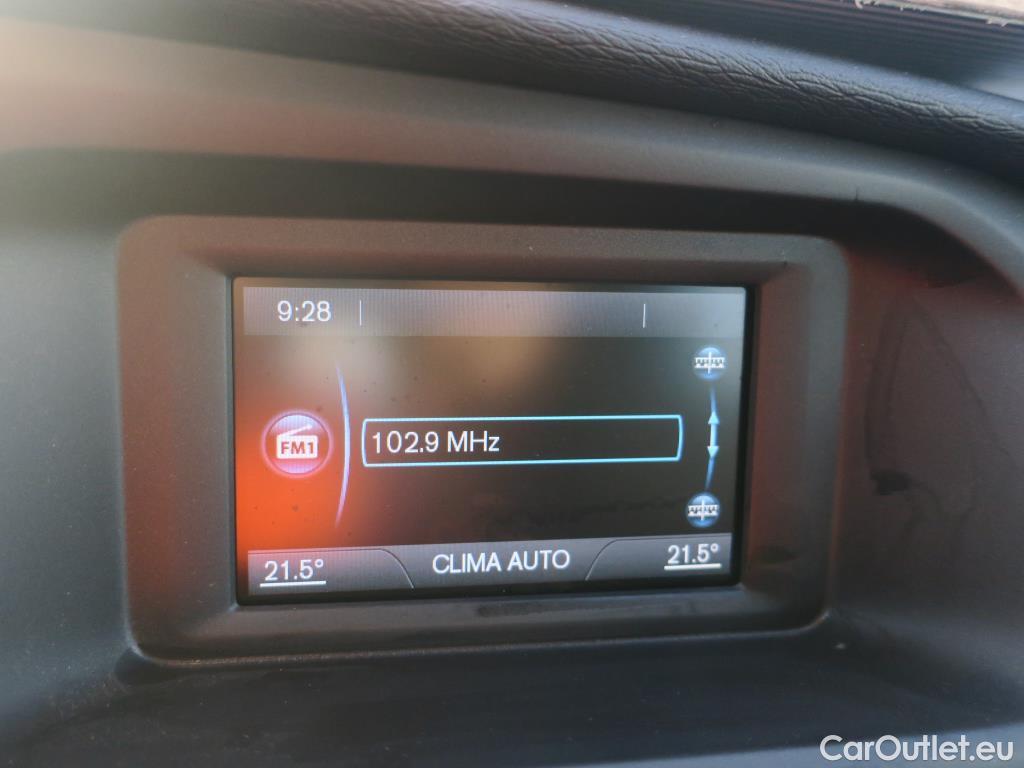 9:28
FM1
102.9 MHz
21.5° CLIMA AUTO 21.5°
CarOutlet.eu